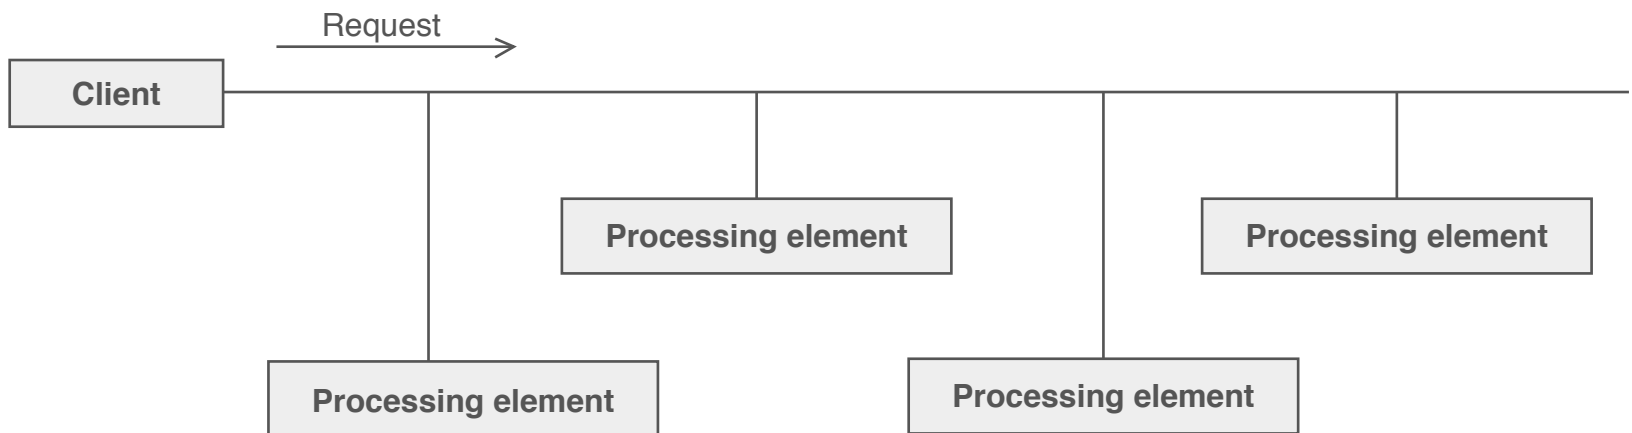 Request
Client
Processing element
Processing element
Processing element
Processing element